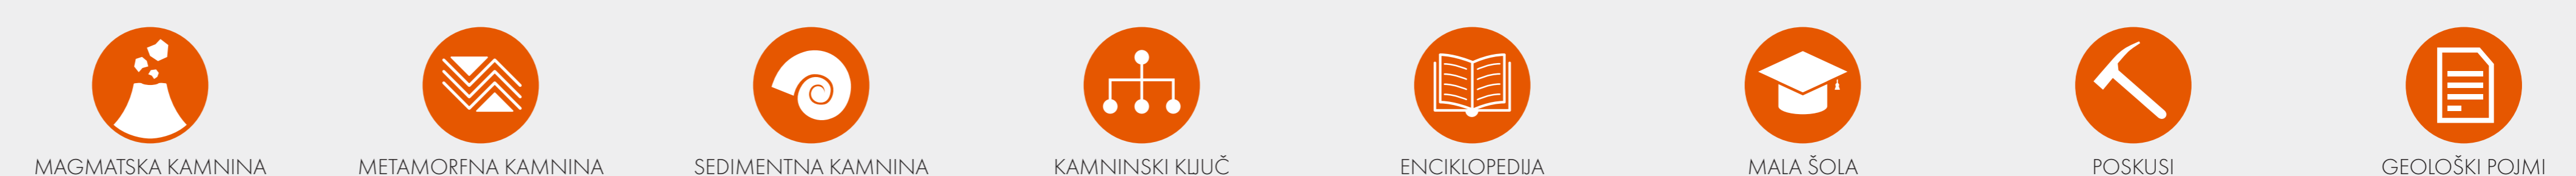 MAGMATSKA KAMNINA
METAMORFNA KAMNINA
SEDIMENTNA KAMNINA
KAMNINSKI KLJUČ
ENCIKLOPEDIJA
MALA ŠOLA
POSKUSI
GEOLOŠKI POJMI